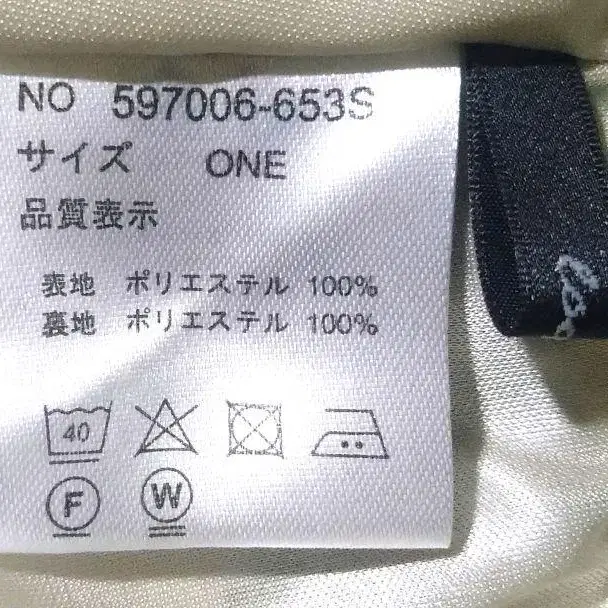 NO 597006-653S
サイズ ONE
品質表示
表地 ポリエステル 100%
裏地 ポリエステル 100%
40
F W